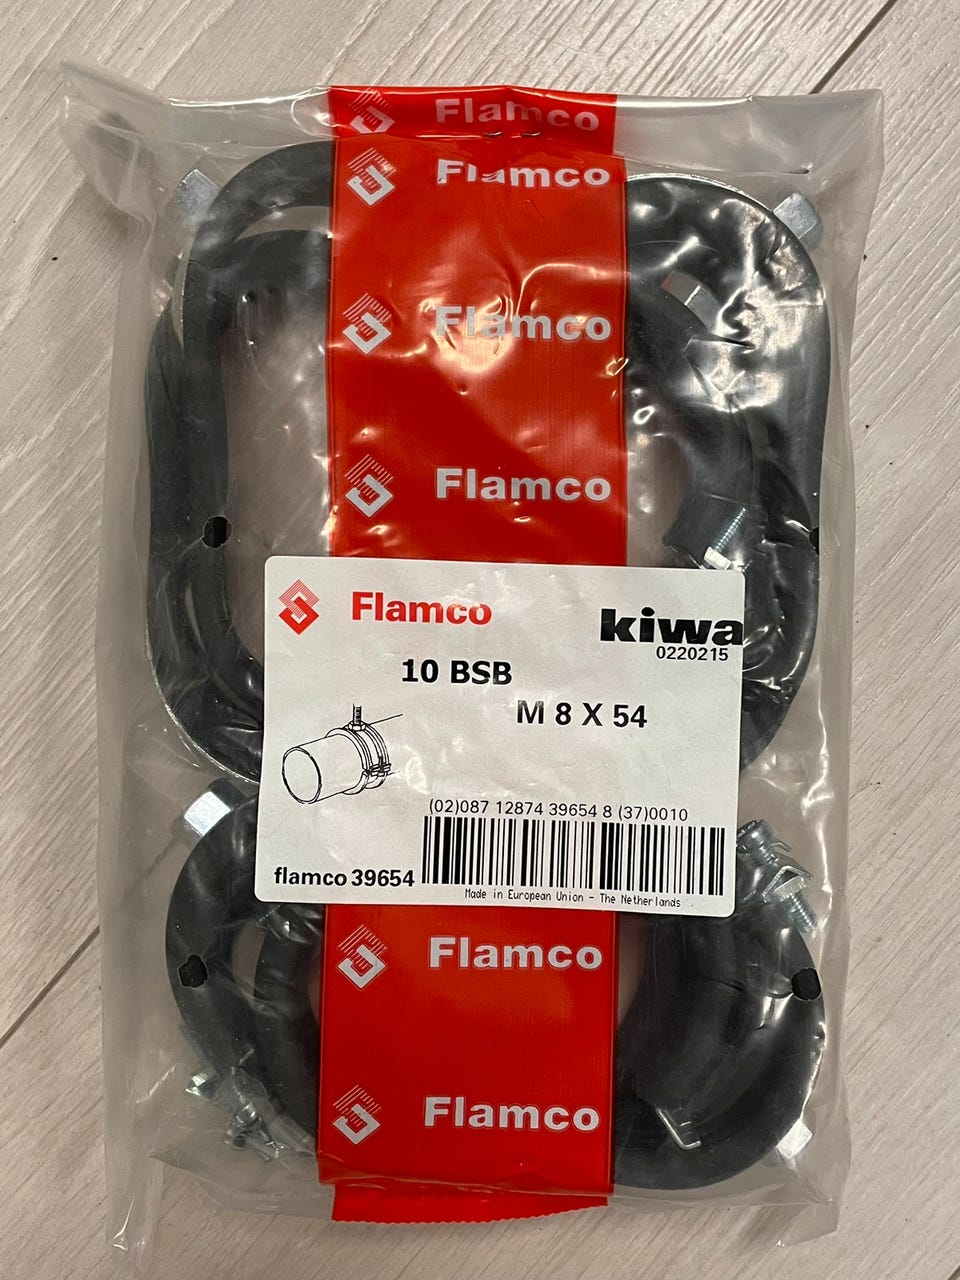 Flamco
Flamco
Flamco
Flamco
Flamco
kiwa
0220215
10 BSB
M 8 X 54
(02)087 12874 39654 8 (37)0010
flamco 39654
Made in European Union - The Netherlands
Flamco
Flamco